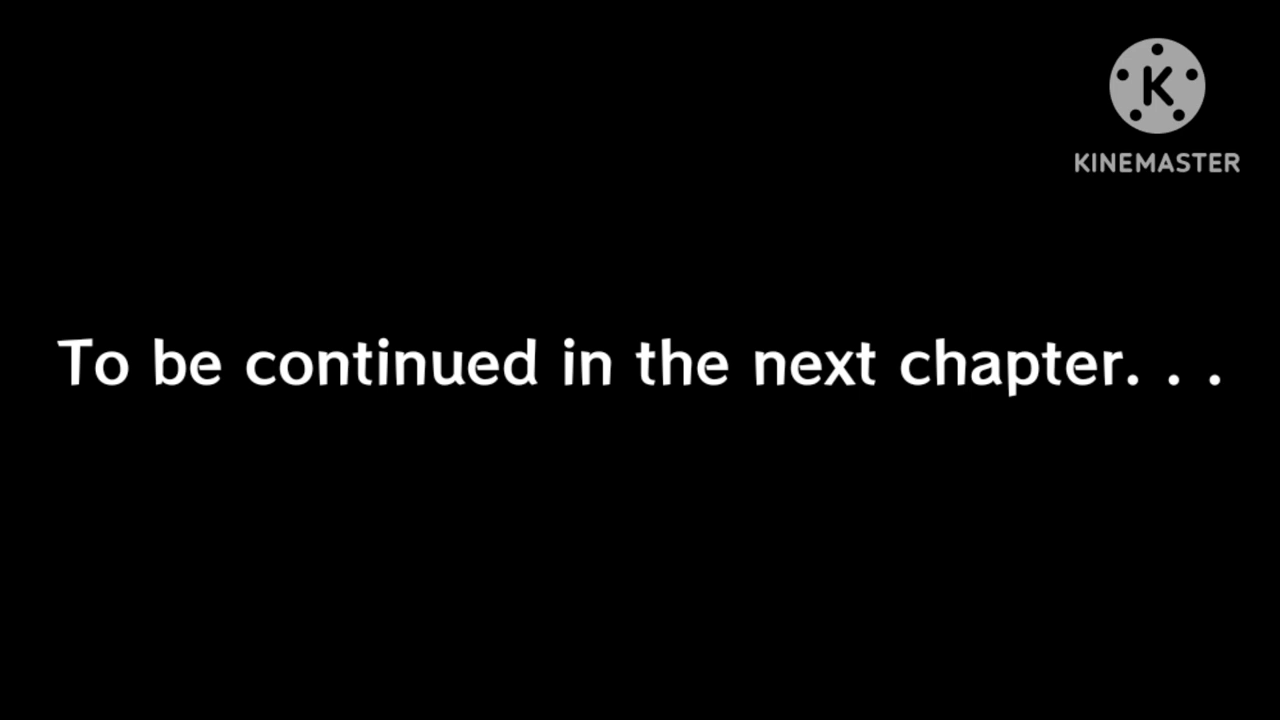 K
KINEMASTER
To be continued in the next chapter. . .